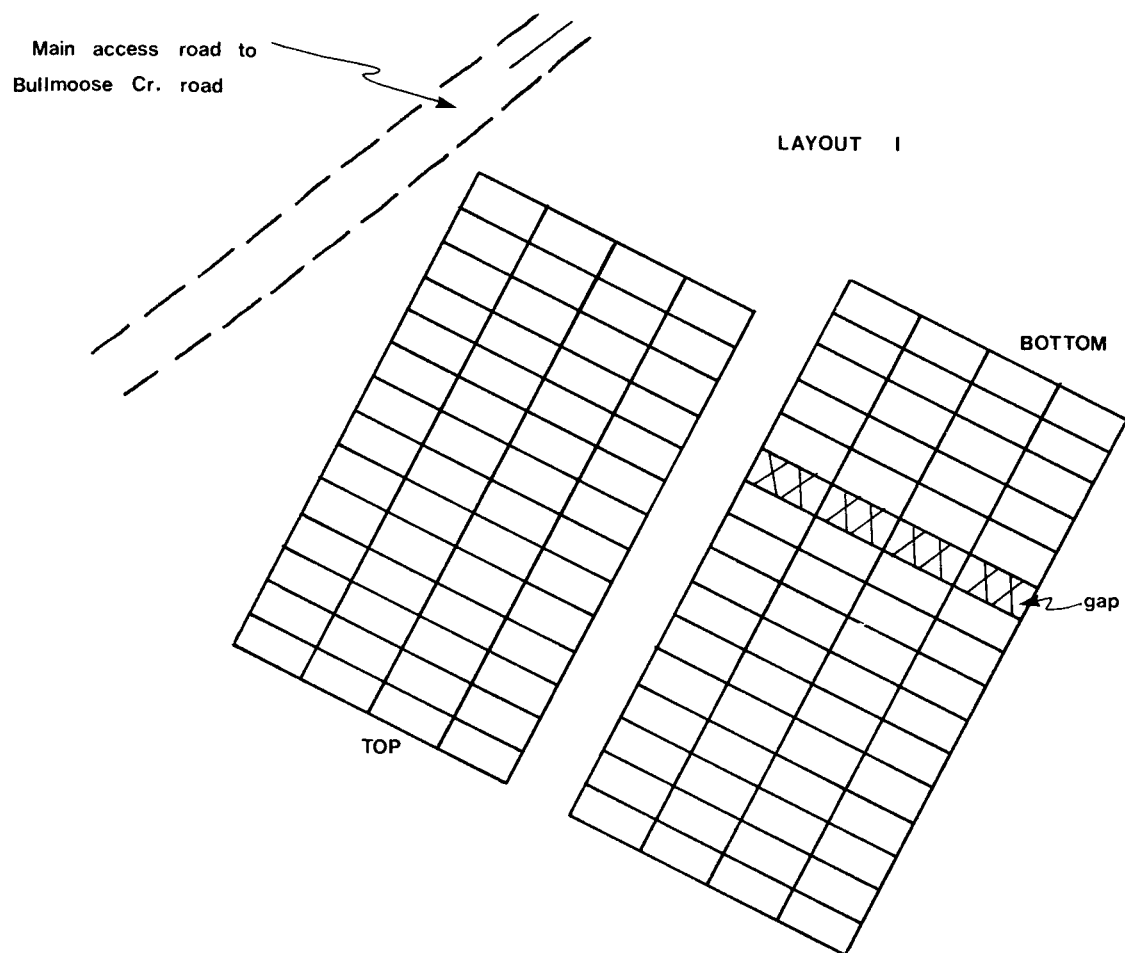 Main access road to
Bullmoose Cr. road
LAYOUT I
BOTTOM
gap
TOP